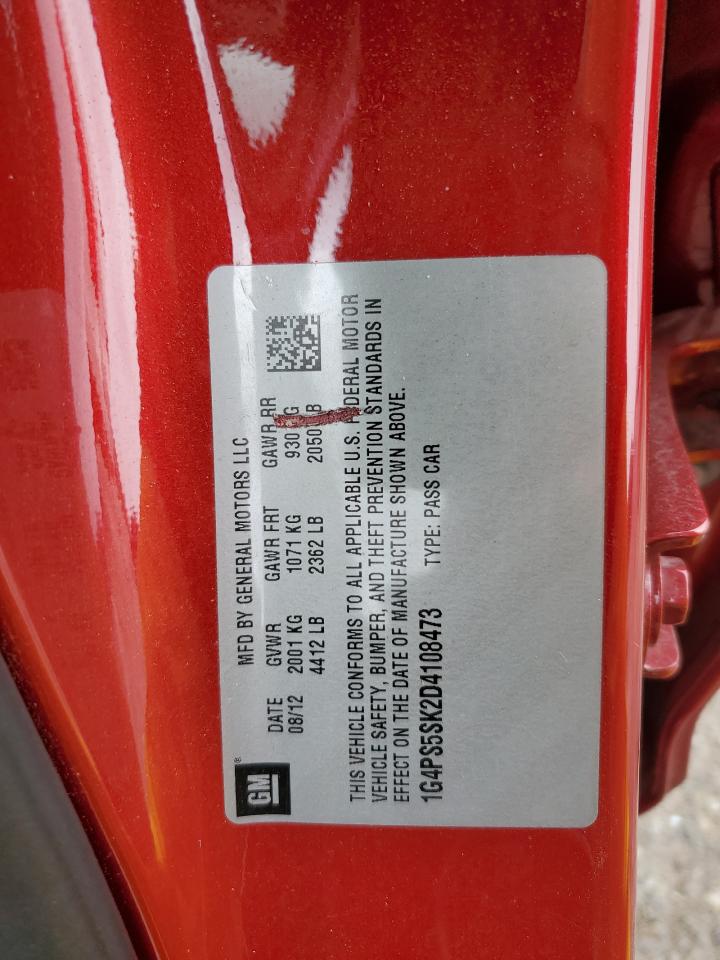 GM ®
MFD BY GENERAL MOTORS LLC
DATE GVWR GAWR FRT GAWR RR
08/12 2001 KG 1071 KG 930 KG
4412 LB 2362 LB 2050 LB
THIS VEHICLE CONFORMS TO ALL APPLICABLE U.S. FEDERAL MOTOR
VEHICLE SAFETY, BUMPER, AND THEFT PREVENTION STANDARDS IN
EFFECT ON THE DATE OF MANUFACTURE SHOWN ABOVE.
1G4PS5SK2D4108473 TYPE: PASS CAR